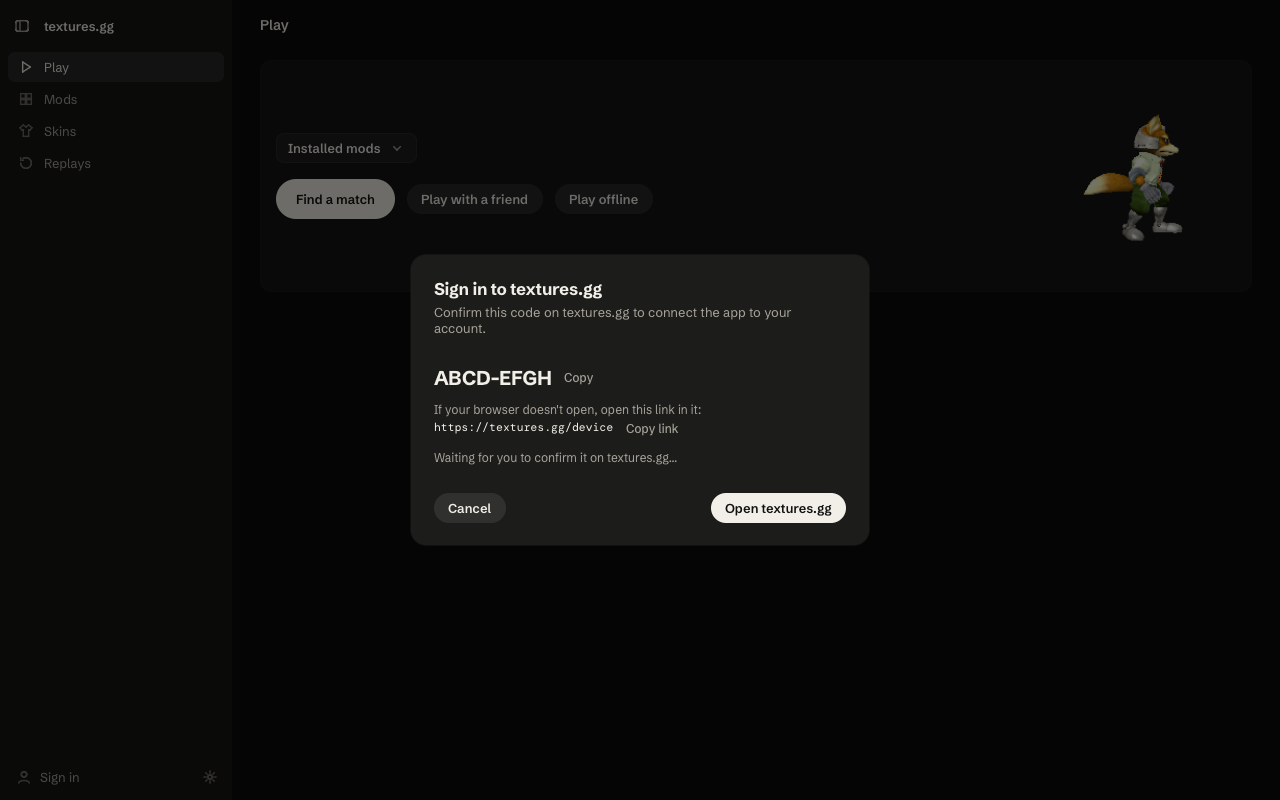 textures.gg
Play
Mods
Skins
Replays
Sign in
Play
Installed mods
Find a match
Play with a friend
Play offline
Sign in to textures.gg
Confirm this code on textures.gg to connect the app to your
account.
ABCD-EFGH Copy
If your browser doesn't open, open this link in it:
https://textures.gg/device Copy link
Waiting for you to confirm it on textures.gg...
Cancel
Open textures.gg